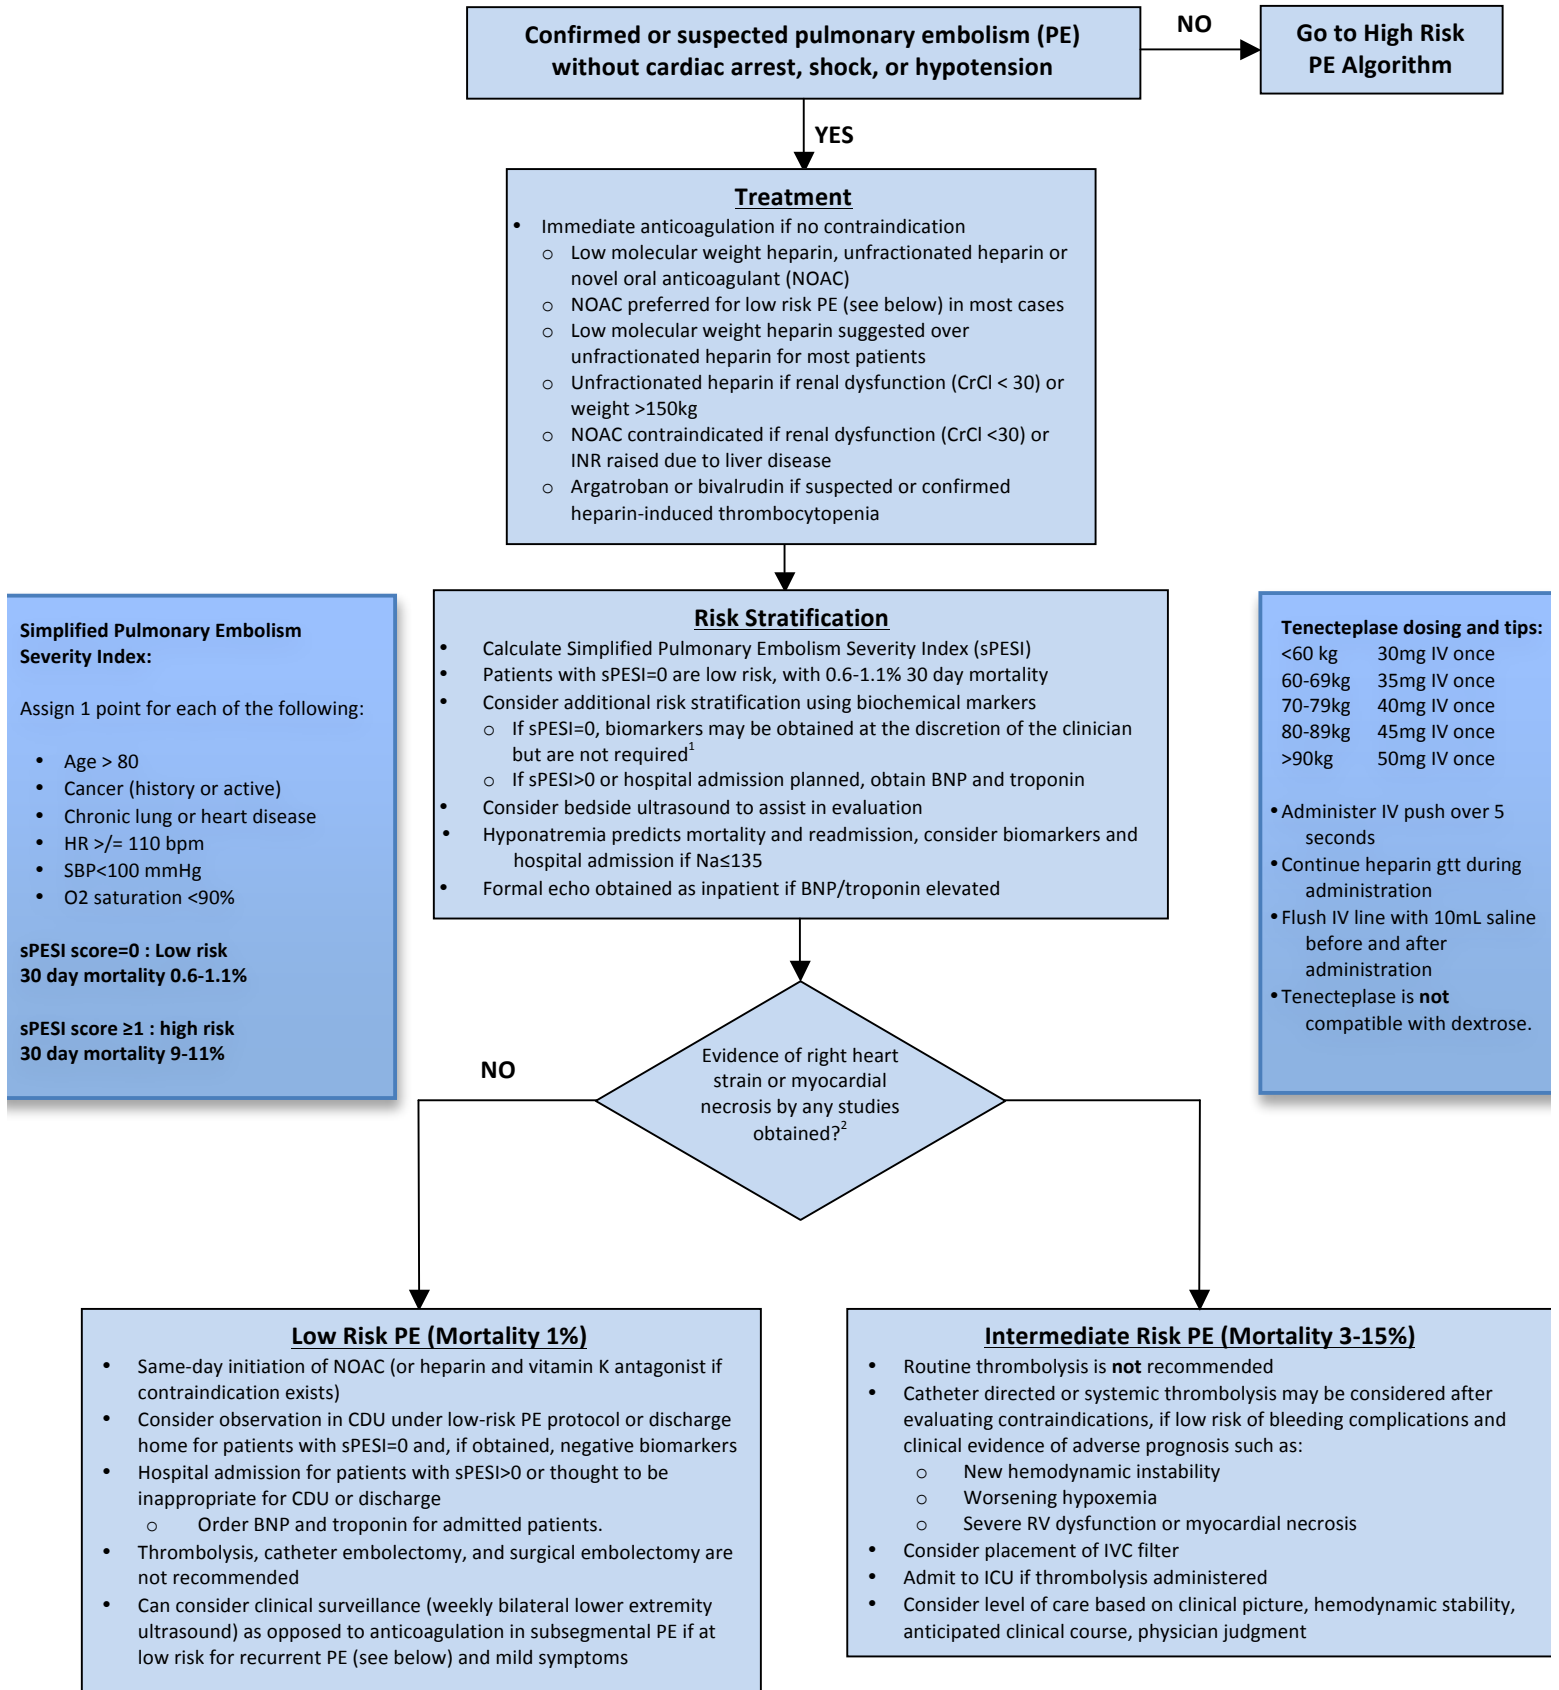 Confirmed or suspected pulmonary embolism (PE)
without cardiac arrest, shock, or hypotension
NO
Go to High Risk
PE Algorithm
YES
Treatment
• Immediate anticoagulation if no contraindication
o Low molecular weight heparin, unfractionated heparin or
novel oral anticoagulant (NOAC)
o NOAC preferred for low risk PE (see below) in most cases
o Low molecular weight heparin suggested over
unfractionated heparin for most patients
o Unfractionated heparin if renal dysfunction (CrCl < 30) or
weight >150kg
o NOAC contraindicated if renal dysfunction (CrCl <30) or
INR raised due to liver disease
o Argatroban or bivalrudin if suspected or confirmed
heparin-induced thrombocytopenia
Simplified Pulmonary Embolism
Severity Index:
Assign 1 point for each of the following:
• Age > 80
• Cancer (history or active)
• Chronic lung or heart disease
• HR >/= 110 bpm
• SBP<100 mmHg
• O2 saturation <90%
sPESI score=0 : Low risk
30 day mortality 0.6-1.1%
sPESI score ≥1 : high risk
30 day mortality 9-11%
Risk Stratification
• Calculate Simplified Pulmonary Embolism Severity Index (sPESI)
• Patients with sPESI=0 are low risk, with 0.6-1.1% 30 day mortality
• Consider additional risk stratification using biochemical markers
o If sPESI=0, biomarkers may be obtained at the discretion of the clinician
but are not required1
o If sPESI>0 or hospital admission planned, obtain BNP and troponin
• Consider bedside ultrasound to assist in evaluation
• Hyponatremia predicts mortality and readmission, consider biomarkers and
hospital admission if Na≤135
• Formal echo obtained as inpatient if BNP/troponin elevated
Tenecteplase dosing and tips:
<60 kg 30mg IV once
60-69kg 35mg IV once
70-79kg 40mg IV once
80-89kg 45mg IV once
>90kg 50mg IV once
• Administer IV push over 5
seconds
• Continue heparin gtt during
administration
• Flush IV line with 10mL saline
before and after
administration
• Tenecteplase is not
compatible with dextrose.
Evidence of right heart
strain or myocardial
necrosis by any studies
obtained?2
NO
Low Risk PE (Mortality 1%)
• Same-day initiation of NOAC (or heparin and vitamin K antagonist if
contraindication exists)
• Consider observation in CDU under low-risk PE protocol or discharge
home for patients with sPESI=0 and, if obtained, negative biomarkers
• Hospital admission for patients with sPESI>0 or thought to be
inappropriate for CDU or discharge
o Order BNP and troponin for admitted patients.
• Thrombolysis, catheter embolectomy, and surgical embolectomy are
not recommended
• Can consider clinical surveillance (weekly bilateral lower extremity
ultrasound) as opposed to anticoagulation in subsegmental PE if at
low risk for recurrent PE (see below) and mild symptoms
Intermediate Risk PE (Mortality 3-15%)
• Routine thrombolysis is not recommended
• Catheter directed or systemic thrombolysis may be considered after
evaluating contraindications, if low risk of bleeding complications and
clinical evidence of adverse prognosis such as:
o New hemodynamic instability
o Worsening hypoxemia
o Severe RV dysfunction or myocardial necrosis
• Consider placement of IVC filter
• Admit to ICU if thrombolysis administered
• Consider level of care based on clinical picture, hemodynamic stability,
anticipated clinical course, physician judgment